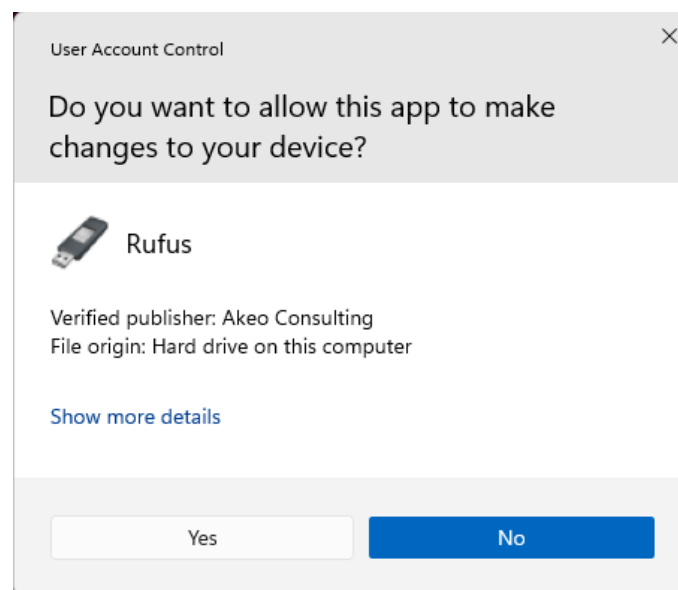 User Account Control
Do you want to allow this app to make
changes to your device?
Rufus
Verified publisher: Akeo Consulting
File origin: Hard drive on this computer
Show more details
Yes
No